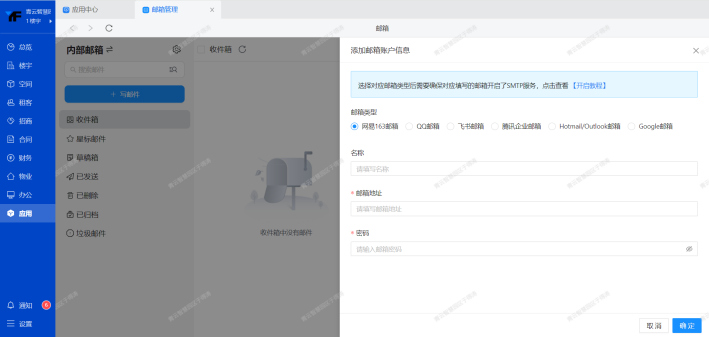 应用中心
邮箱管理
1 楼宇
邮箱
总览
楼宇
空间
租客
招商
合同
财务
物业
办公
应用
通知
6
设置
内部邮箱
搜索邮件
+ 写邮件
收件箱
星标邮件
草稿箱
已发送
已删除
已归档
垃圾邮件
收件箱
收件箱中没有邮件
添加邮箱账户信息
选择对应邮箱类型后需要确保对应填写的邮箱开启了SMTP服务，点击查看 【开启教程】
邮箱类型
网易163邮箱 QQ邮箱 飞书邮箱 腾讯企业邮箱 Hotmail/Outlook邮箱 Google邮箱
名称
请填写名称
* 邮箱地址
请填写邮箱地址
* 密码
请输入邮箱密码
取消 确定